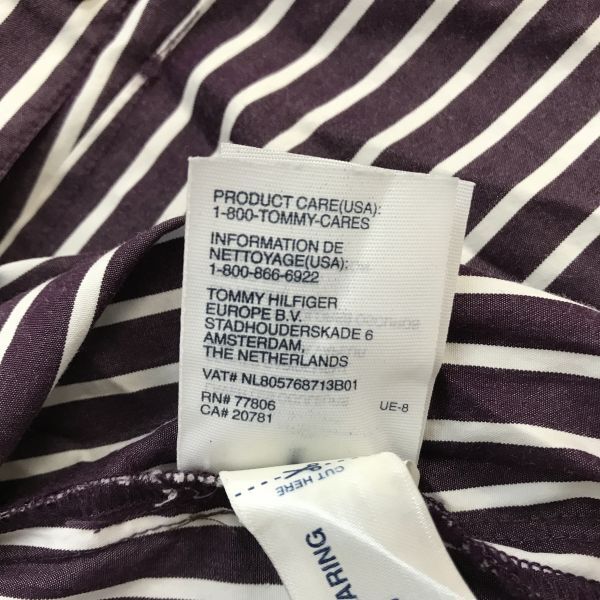 PRODUCT CARE(USA):
1-800-TOMMY-CARES
INFORMATION DE
NETTOYAGE(USA):
1-800-866-6922
TOMMY HILFIGER
EUROPE B.V.
STADHOUDERSKADE 6
AMSTERDAM,
THE NETHERLANDS
VAT# NL805768713B01
RN# 77806
CA# 20781
UE-8
CUT HERE